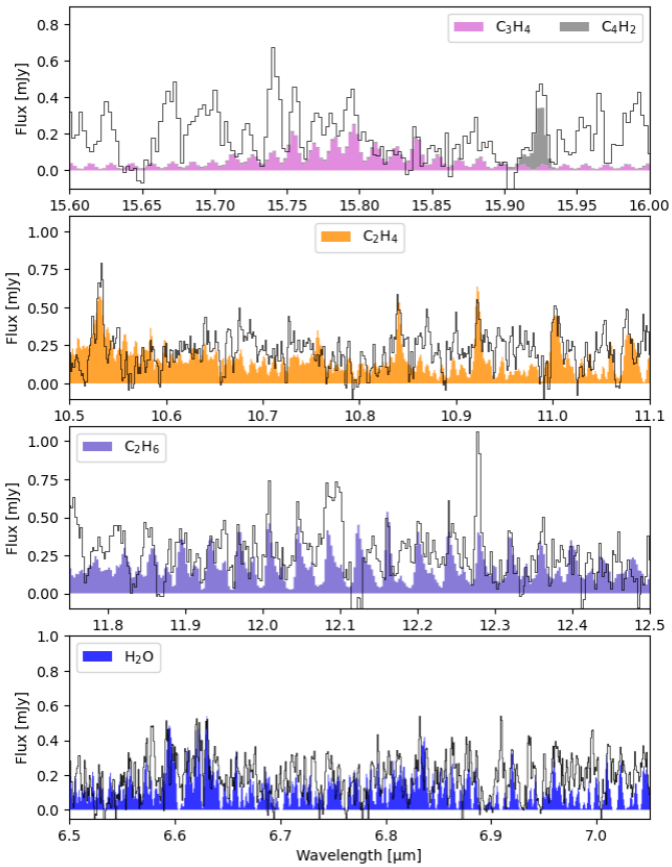 C₃H₄ C₄H₂
Flux [mJy]
0.8
0.6
0.4
0.2
0.0
15.60 15.65 15.70 15.75 15.80 15.85 15.90 15.95 16.00
C₂H₄
Flux [mJy]
1.00
0.75
0.50
0.25
0.00
10.5 10.6 10.7 10.8 10.9 11.0 11.1
C₂H₆
Flux [mJy]
1.00
0.75
0.50
0.25
0.00
11.8 11.9 12.0 12.1 12.2 12.3 12.4 12.5
H₂O
Flux [mJy]
1.0
0.8
0.6
0.4
0.2
0.0
6.5 6.6 6.7 6.8 6.9 7.0
Wavelength [µm]